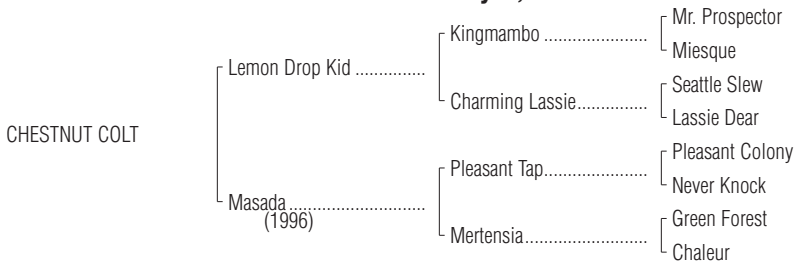 Mr. Prospector
Kingmambo ................
Miesque
Lemon Drop Kid ...............
Seattle Slew
Charming Lassie................
Lassie Dear
CHESTNUT COLT
Pleasant Colony
Pleasant Tap........................
Never Knock
Masada .............................
(1996)
Green Forest
Mertensia............................
Chaleur